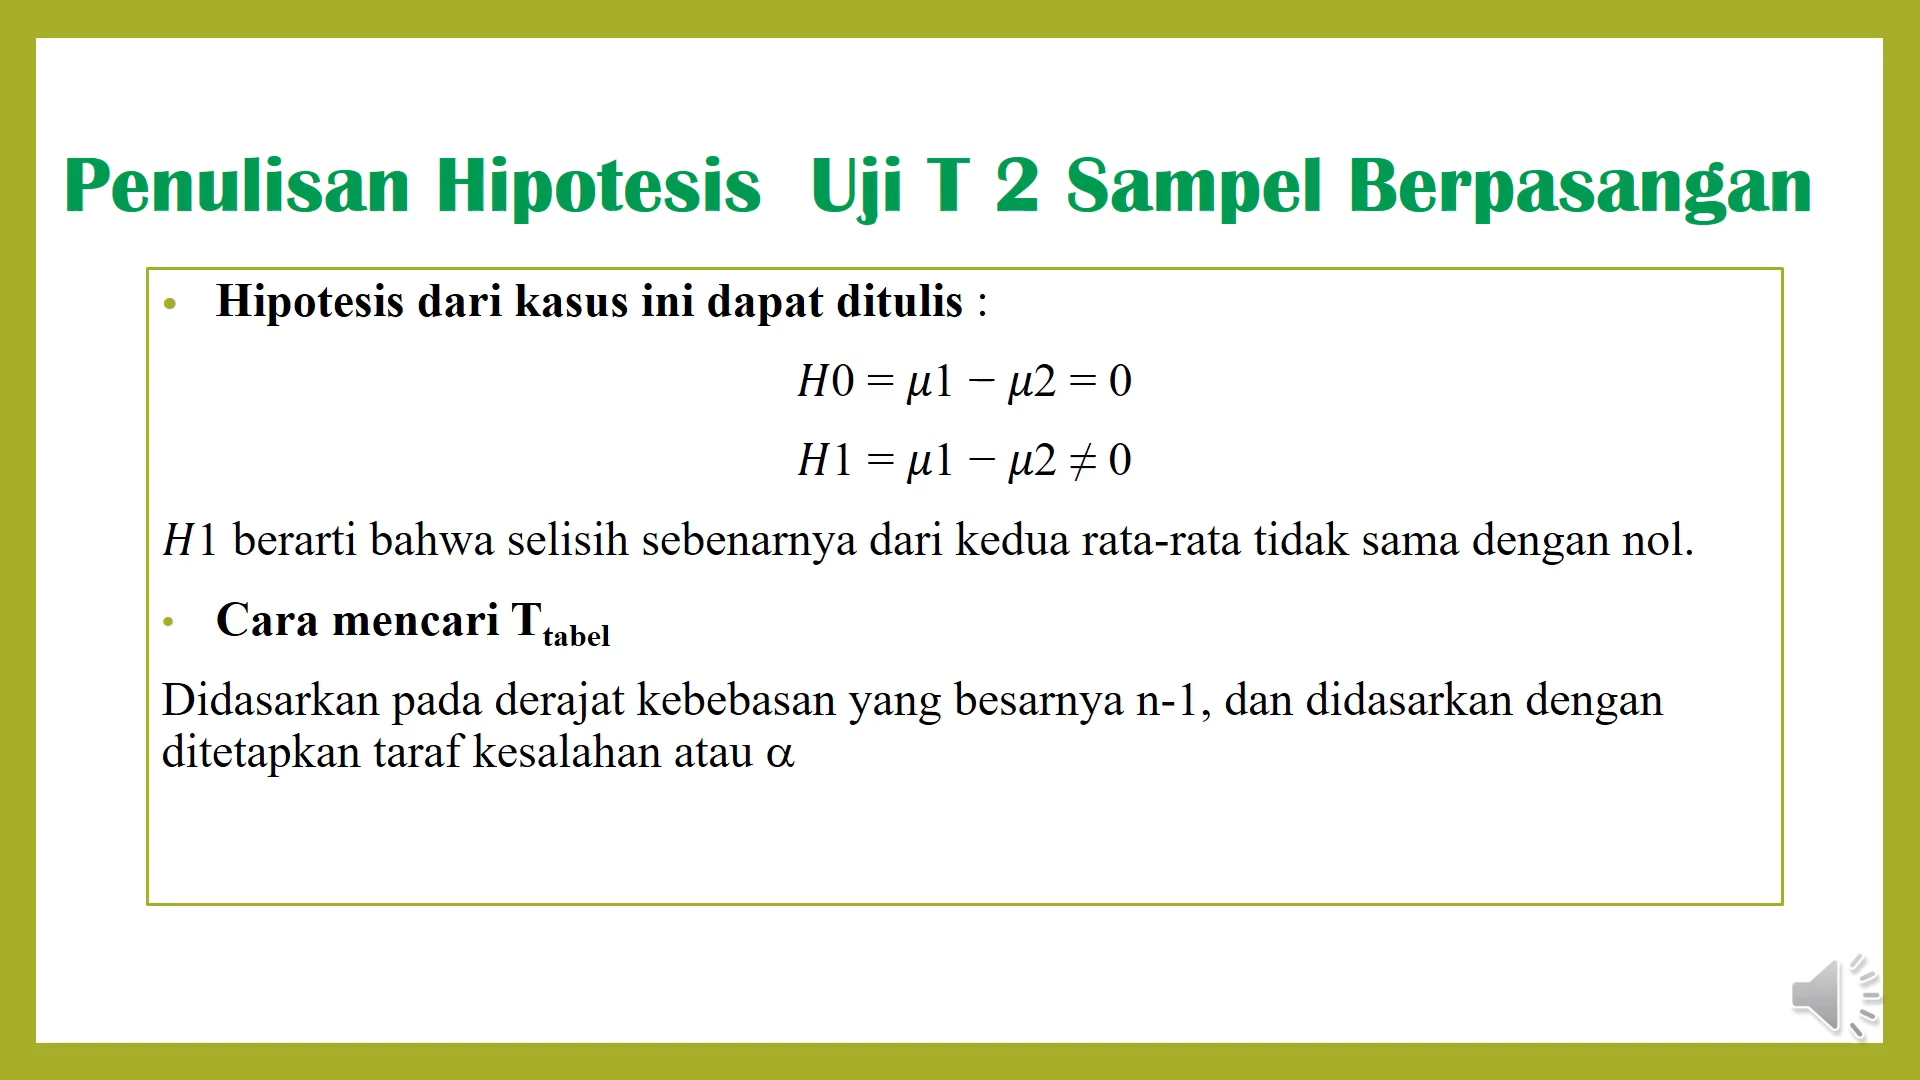 Penulisan Hipotesis  Uji T 2 Sampel Berpasangan
• Hipotesis dari kasus ini dapat ditulis :
H0 = μ1 − μ2 = 0
H1 = μ1 − μ2 ≠ 0
H1 berarti bahwa selisih sebenarnya dari kedua rata-rata tidak sama dengan nol.
• Cara mencari Ttabel
Didasarkan pada derajat kebebasan yang besarnya n-1, dan didasarkan dengan
ditetapkan taraf kesalahan atau α